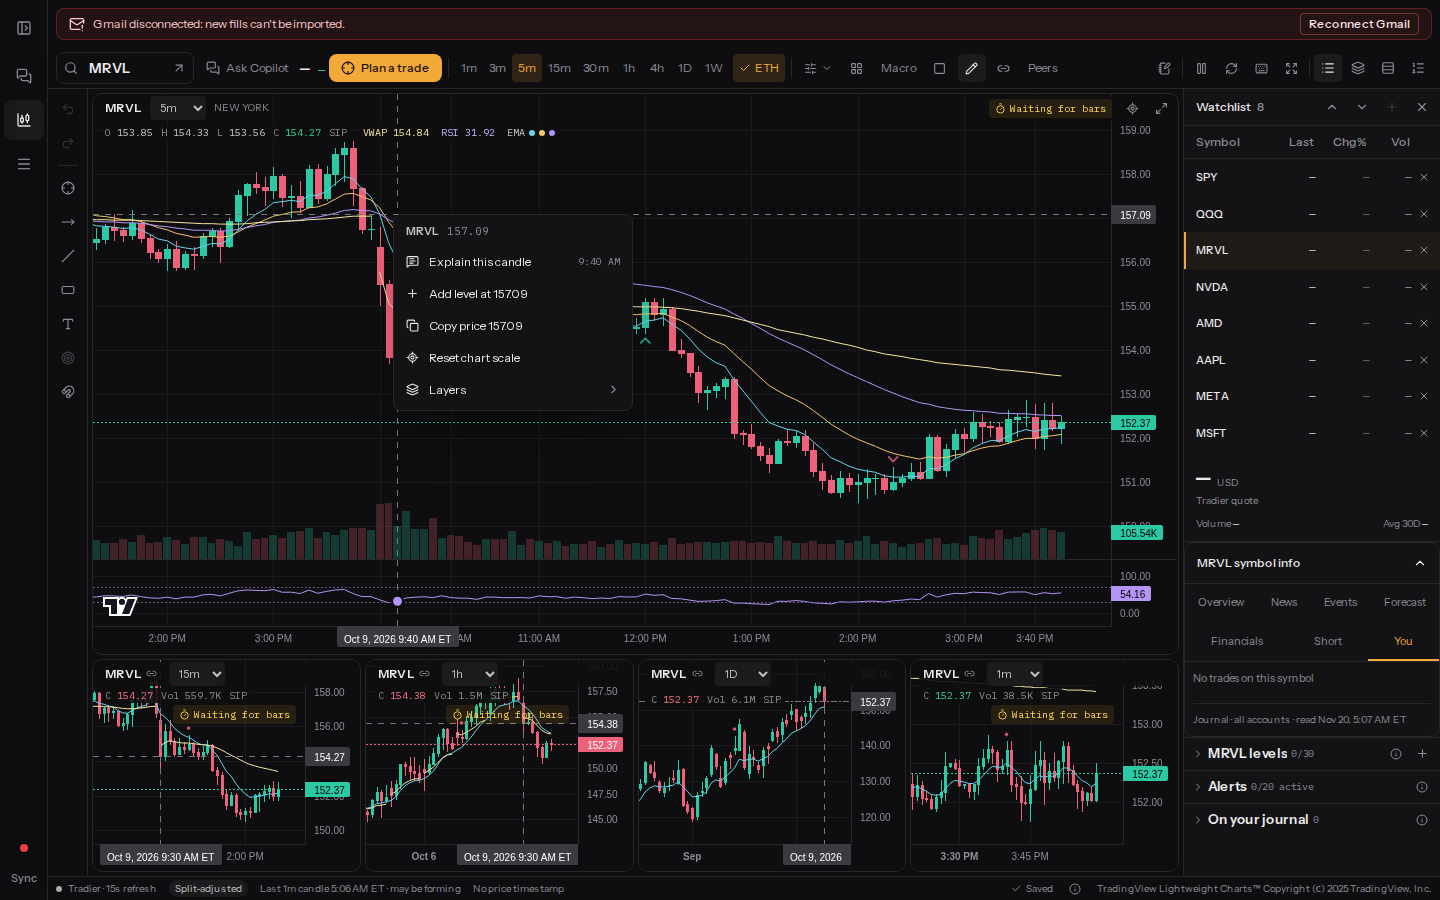 Gmail disconnected: new fills can't be imported.
Reconnect Gmail
MRVL
Ask Copilot
Plan a trade
1m 3m 5m 15m 30m 1h 4h 1D 1W
ETH
Macro
Peers
MRVL 5m NEW YORK
Waiting for bars
O 153.85 H 154.33 L 153.56 C 154.27 SIP VWAP 154.84 RSI 31.92 EMA
159.00
158.00
157.09
156.00
155.00
154.00
153.00
152.37
152.00
151.00
105.54K
100.00
54.16
0.00
MRVL 157.09
Explain this candle 9:40 AM
Add level at 157.09
Copy price 157.09
Reset chart scale
Layers
2:00 PM 3:00 PM Oct 9, 2026 9:40 AM ET AM 11:00 AM 12:00 PM 1:00 PM 2:00 PM 3:00 PM 3:40 PM
MRVL 15m
C 154.27 Vol 559.7K SIP
Waiting for bars
158.00
156.00
154.27
152.37
150.00
Oct 9, 2026 9:30 AM ET 2:00 PM
MRVL 1h
C 154.38 Vol 1.5M SIP
Waiting for bars
157.50
154.38
152.37
150.00
147.50
145.00
Oct 6 Oct 9, 2026 9:30 AM ET
MRVL 1D
C 152.37 Vol 6.1M SIP
152.37
140.00
130.00
120.00
Sep Oct 9, 2026
MRVL 1m
C 152.37 Vol 38.5K SIP
Waiting for bars
153.00
152.50
152.37
152.00
3:30 PM 3:45 PM
Watchlist 8
Symbol Last Chg% Vol
SPY – – –
QQQ – – –
MRVL – – –
NVDA – – –
AMD – – –
AAPL – – –
META – – –
MSFT – – –
— USD
Tradier quote
Volume – Avg 30D –
MRVL symbol info
Overview News Events Forecast
Financials Short You
No trades on this symbol
Journal · all accounts · read Nov 20, 5:07 AM ET
MRVL levels 0/30
Alerts 0/20 active
On your journal 0
Sync
Tradier · 15s refresh
Split-adjusted
Last 1m candle 5:06 AM ET · may be forming
No price timestamp
Saved
TradingView Lightweight Charts™ Copyright (c) 2025 TradingView, Inc.